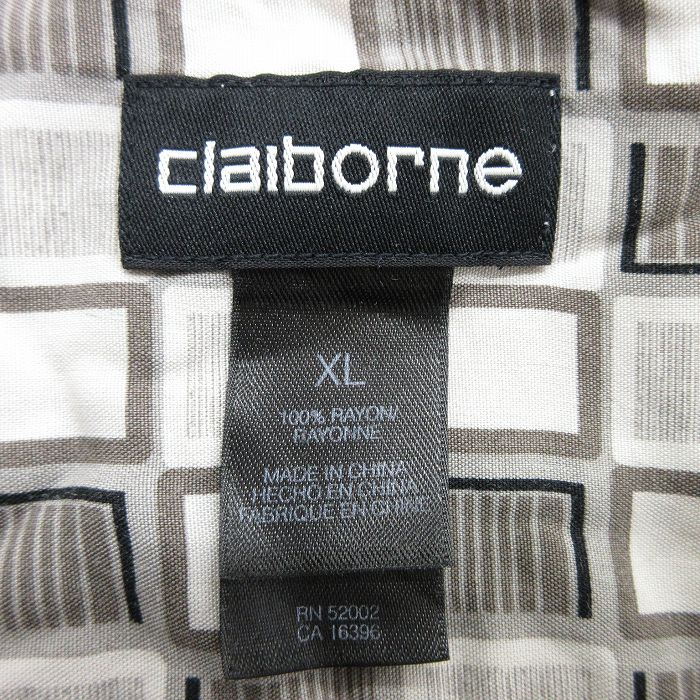 claiborne
XL
100% RAYON/
RAYONNE
MADE IN CHINA
HECHO EN CHINA
FABRIQUE EN CHINE
RN 52002
CA 16396